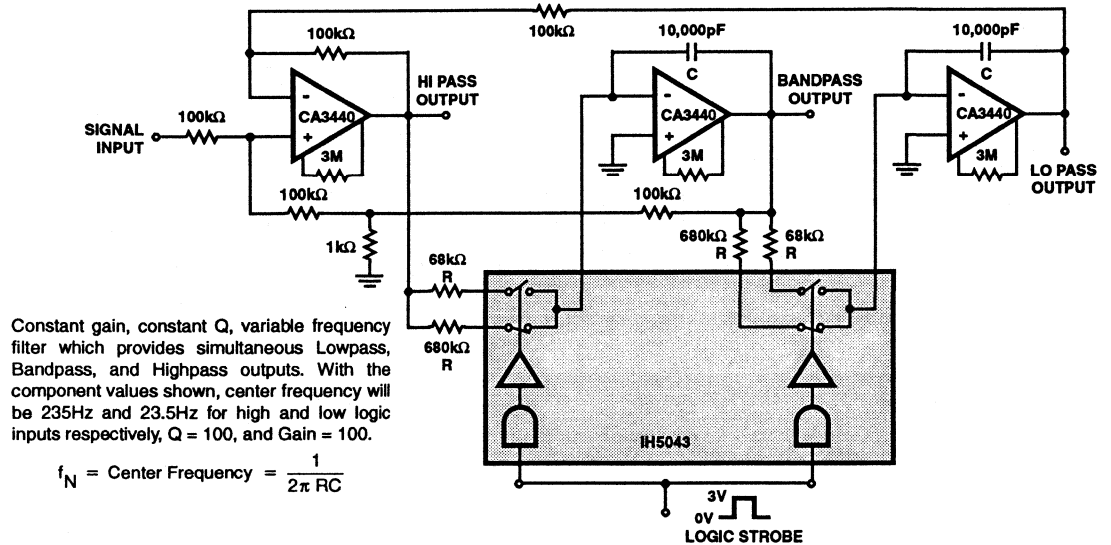 100kΩ
100kΩ
10,000pF
C
10,000pF
C
HI PASS
OUTPUT
BANDPASS
OUTPUT
CA3440
-
+
3M
CA3440
-
+
3M
CA3440
-
+
3M
SIGNAL
INPUT
100kΩ
LO PASS
OUTPUT
100kΩ
100kΩ
1kΩ
680kΩ
R
68kΩ
R
68kΩ
R
680kΩ
R
Constant gain, constant Q, variable frequency
filter which provides simultaneous Lowpass,
Bandpass, and Highpass outputs. With the
component values shown, center frequency will
be 235Hz and 23.5Hz for high and low logic
inputs respectively, Q = 100, and Gain = 100.
fN = Center Frequency = 1
2π RC
IH5043
3V
0V
LOGIC STROBE